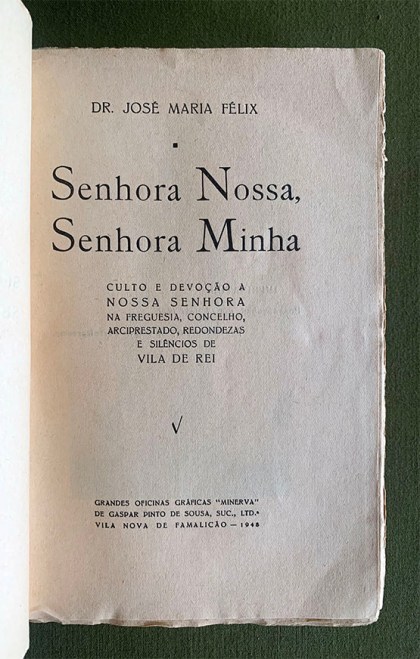 DR. JOSÉ MARIA FÉLIX
Senhora Nossa,
Senhora Minha
CULTO E DEVOÇÃO A
NOSSA SENHORA
NA FREGUESIA, CONCELHO,
ARCIPRESTADO, REDONDEZAS
E SILÊNCIOS DE
VILA DE REI
GRANDES OFICINAS GRÁFICAS "MINERVA"
DE GASPAR PINTO DE SOUSA, SUC., LTD.ª
VILA NOVA DE FAMALICÃO — 1948